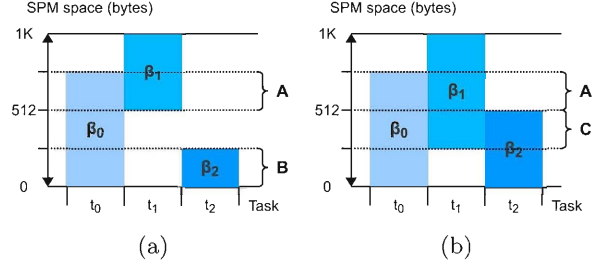 SPM space (bytes)
1K
β1
A
512
β0
β2
B
0
t0 t1 t2 Task
(a)
SPM space (bytes)
1K
A
β1
512
β0
C
β2
0
t0 t1 t2 Task
(b)